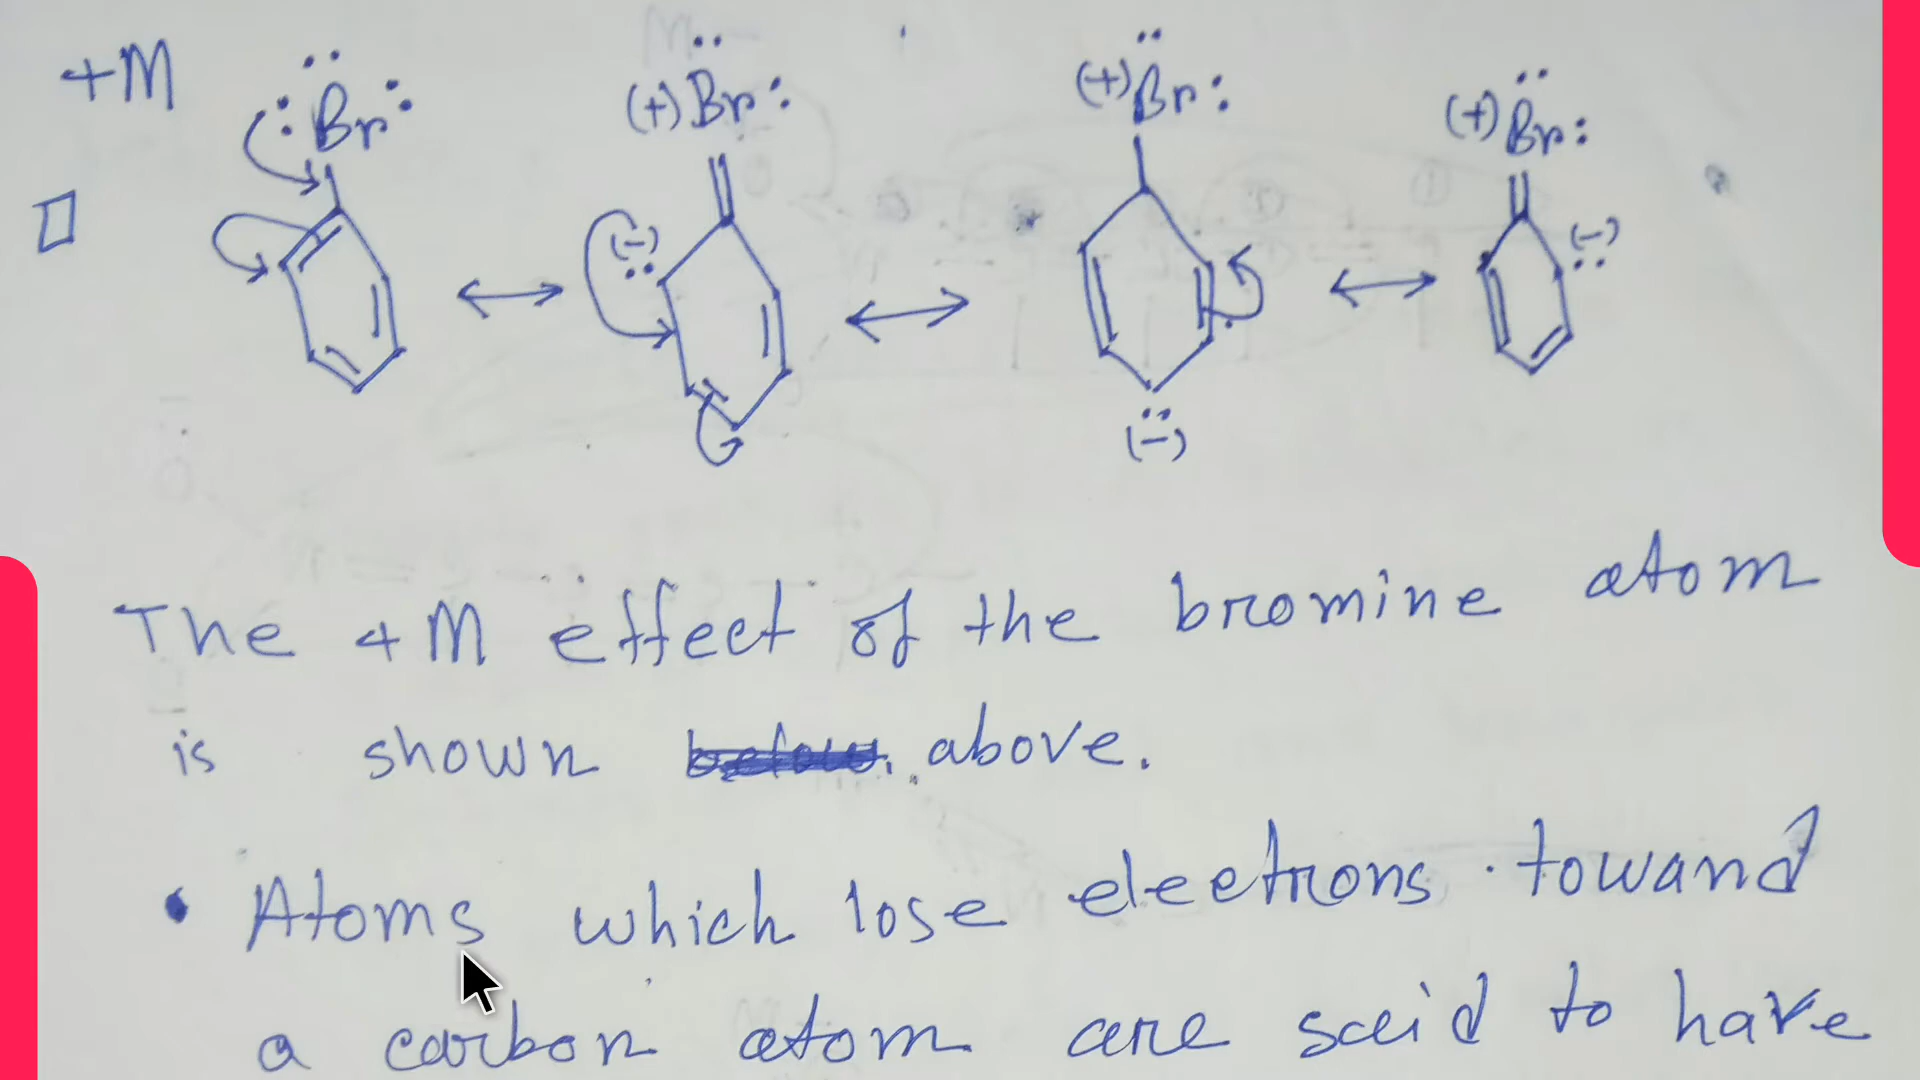 +M
:Br: (+)Br: (+)Br: (+)Br:
(-) (-)
(-)
The +M effect of the bromine atom
is shown above.
• Atoms which lose electrons toward
a carbon atom are said to have